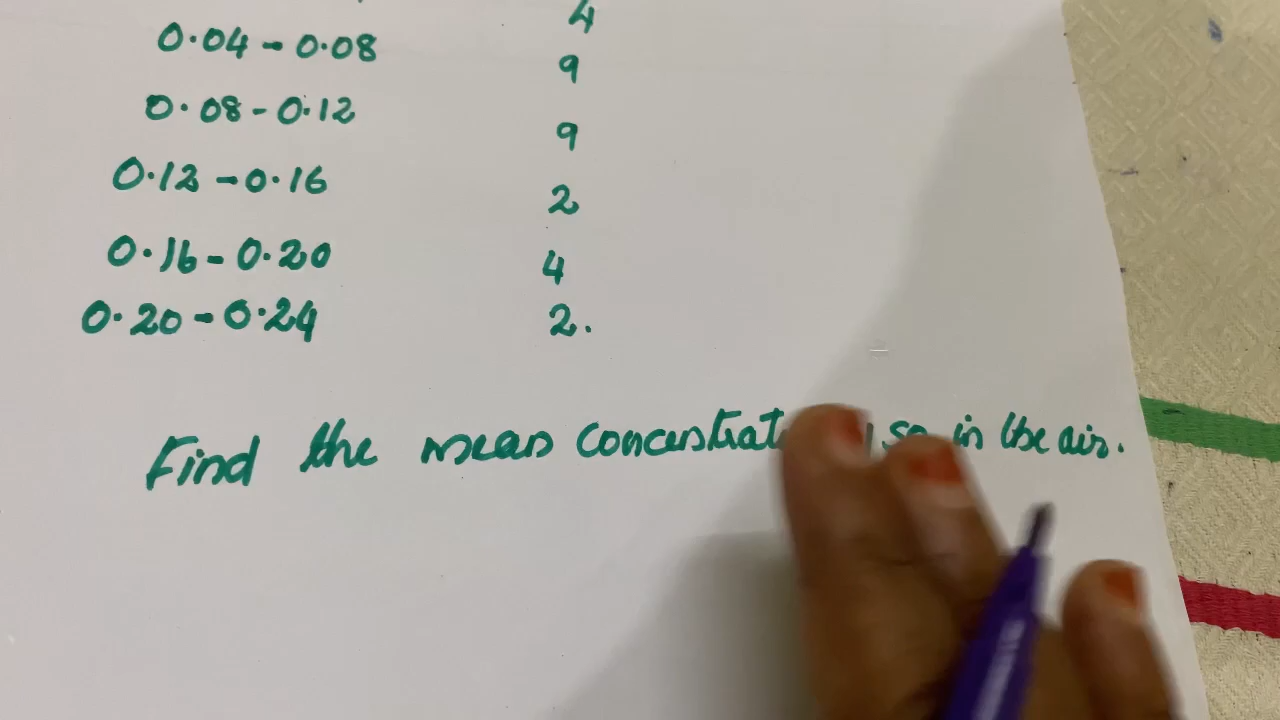 4
0.04 - 0.08
9
0.08 - 0.12
9
0.12 - 0.16
2
0.16 - 0.20
4
0.20 - 0.24
2.
Find the mean in the air.